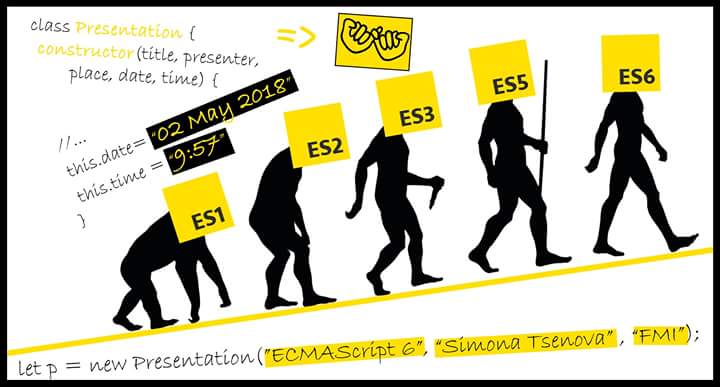 class Presentation {
constructor(title, presenter,
place, date, time) {
=>
//...
this.date= "02 May 2018"
this.time = "9:57"
}
ES1
ES2
ES3
ES5
ES6
let p = new Presentation("ECMAScript 6", "Simona Tsenova" , "FMI");